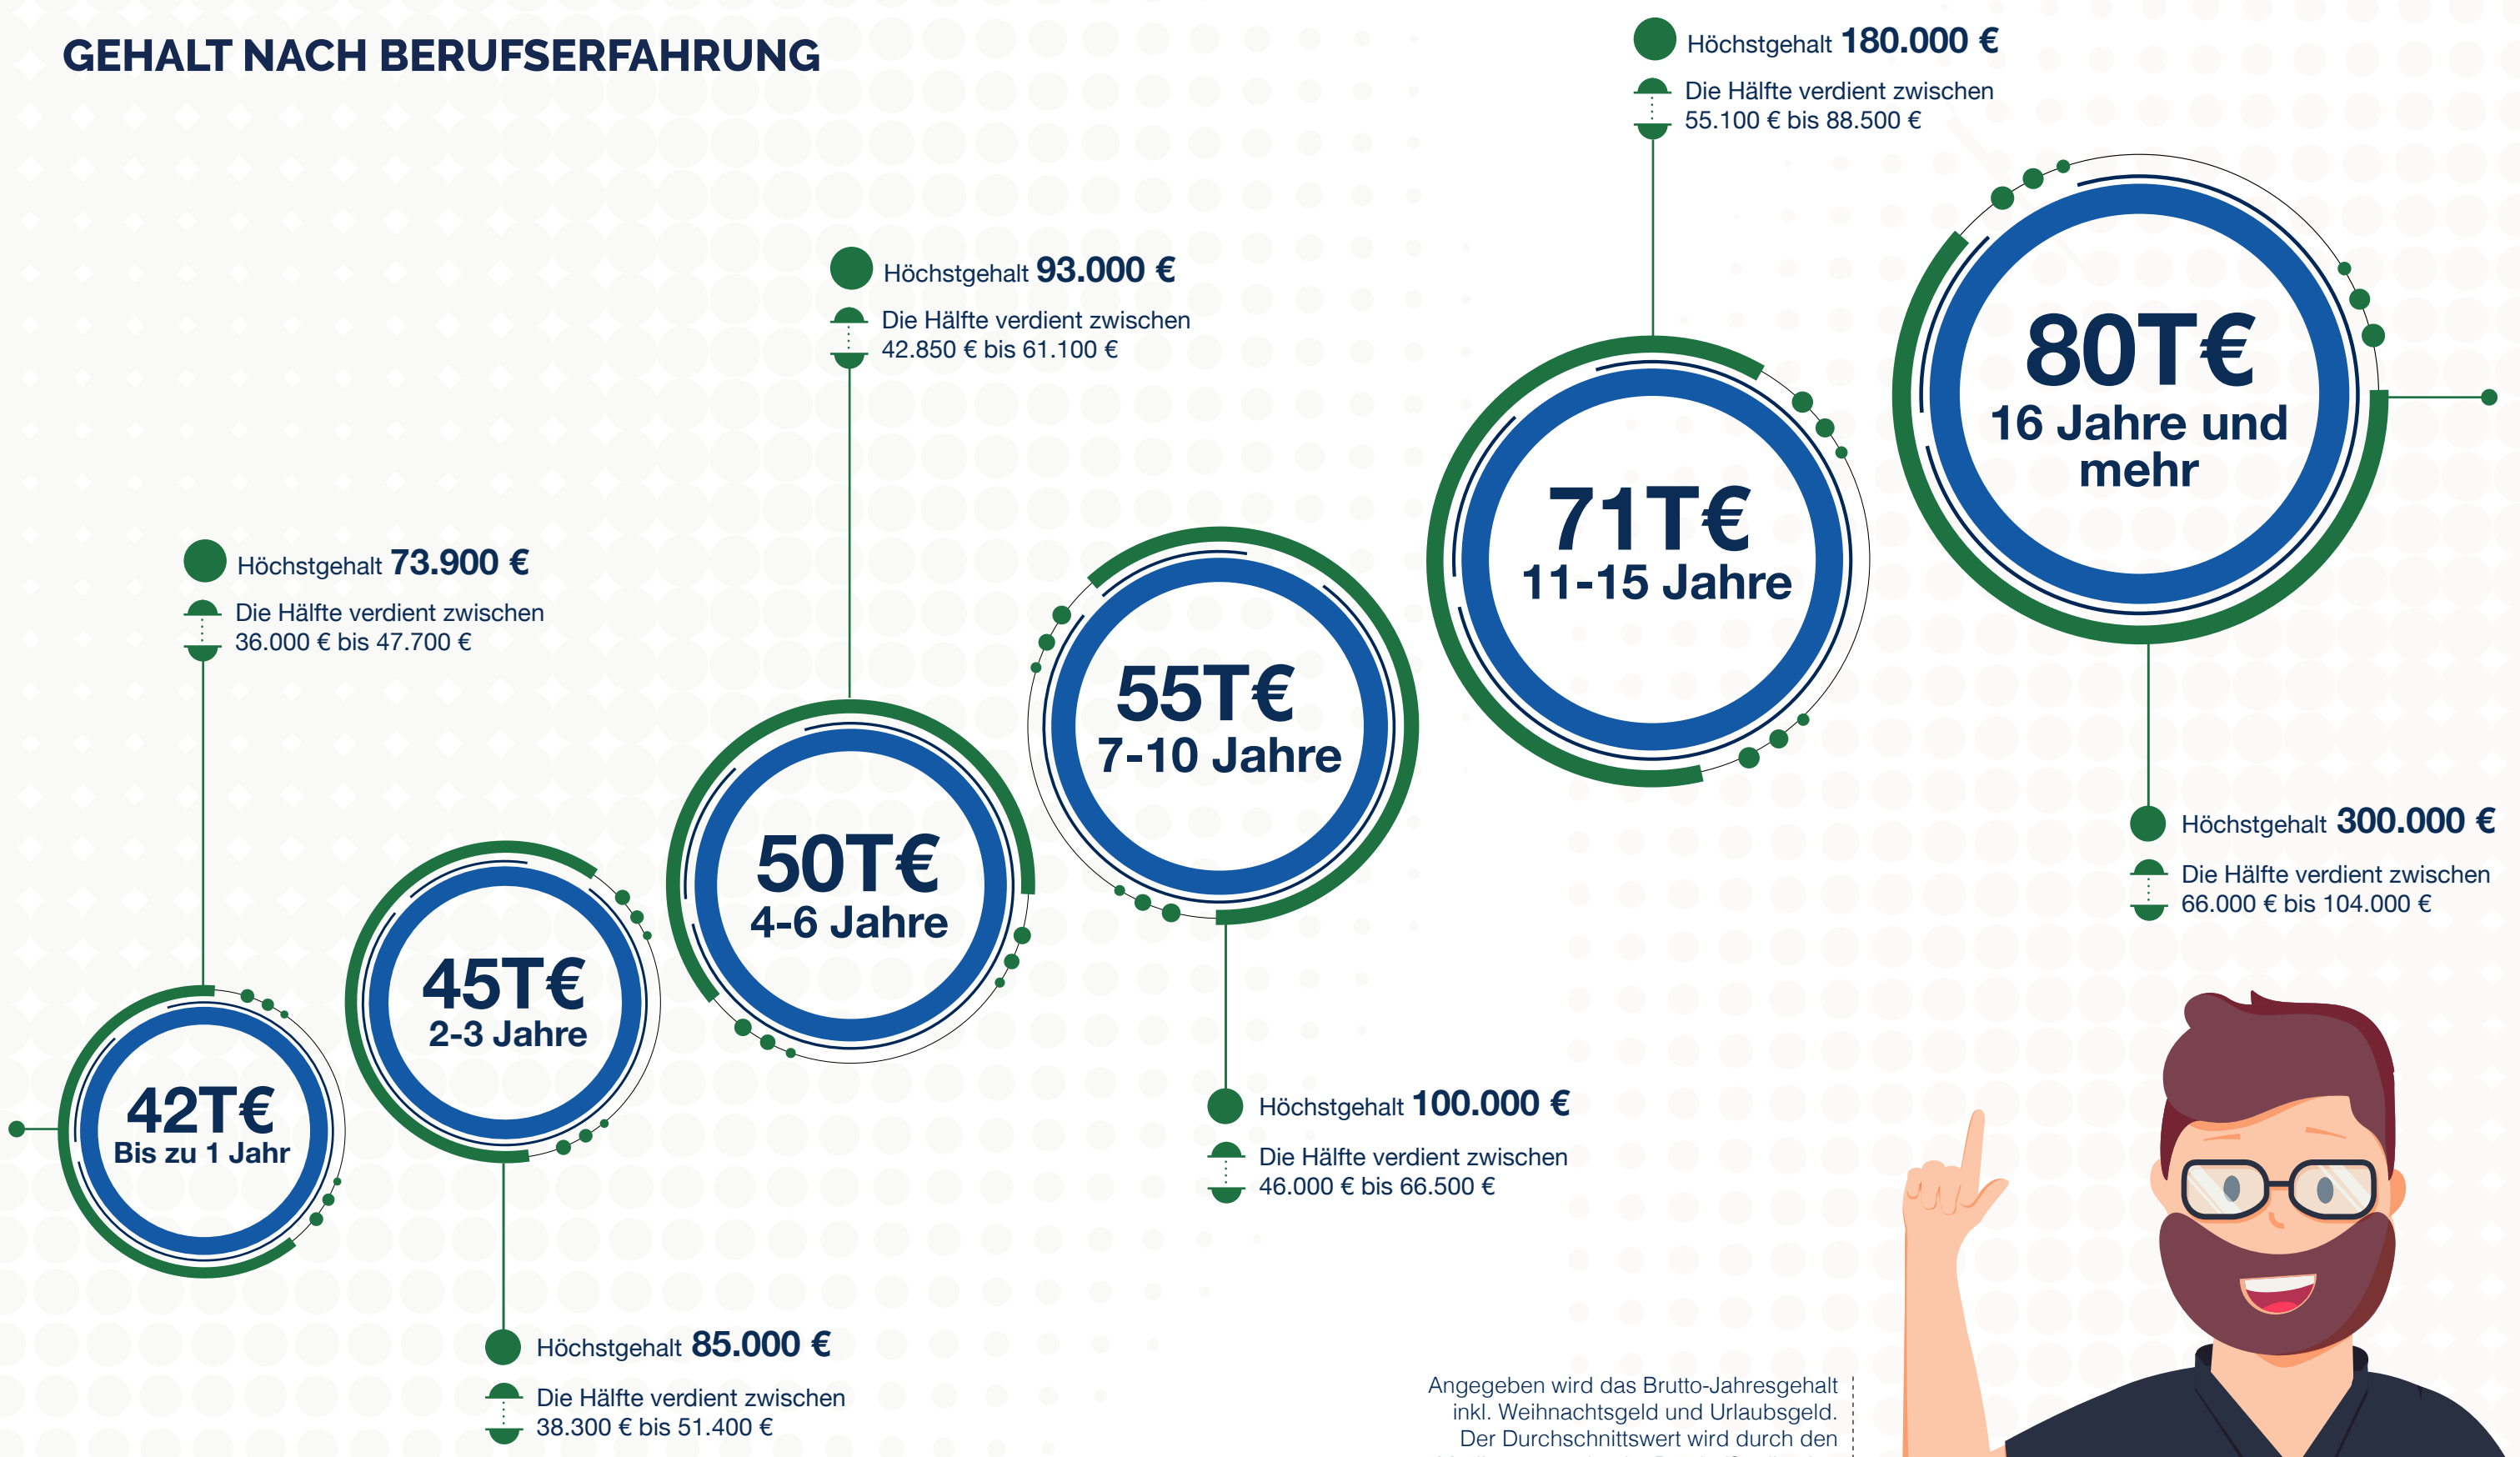 GEHALT NACH BERUFSERFAHRUNG
Höchstgehalt 73.900 €
Die Hälfte verdient zwischen
36.000 € bis 47.700 €
42T€
Bis zu 1 Jahr
45T€
2-3 Jahre
Höchstgehalt 85.000 €
Die Hälfte verdient zwischen
38.300 € bis 51.400 €
Höchstgehalt 93.000 €
Die Hälfte verdient zwischen
42.850 € bis 61.100 €
50T€
4-6 Jahre
55T€
7-10 Jahre
Höchstgehalt 100.000 €
Die Hälfte verdient zwischen
46.000 € bis 66.500 €
Höchstgehalt 180.000 €
Die Hälfte verdient zwischen
55.100 € bis 88.500 €
71T€
11-15 Jahre
80T€
16 Jahre und
mehr
Höchstgehalt 300.000 €
Die Hälfte verdient zwischen
66.000 € bis 104.000 €
Angegeben wird das Brutto-Jahresgehalt
inkl. Weihnachtsgeld und Urlaubsgeld.
Der Durchschnittswert wird durch den